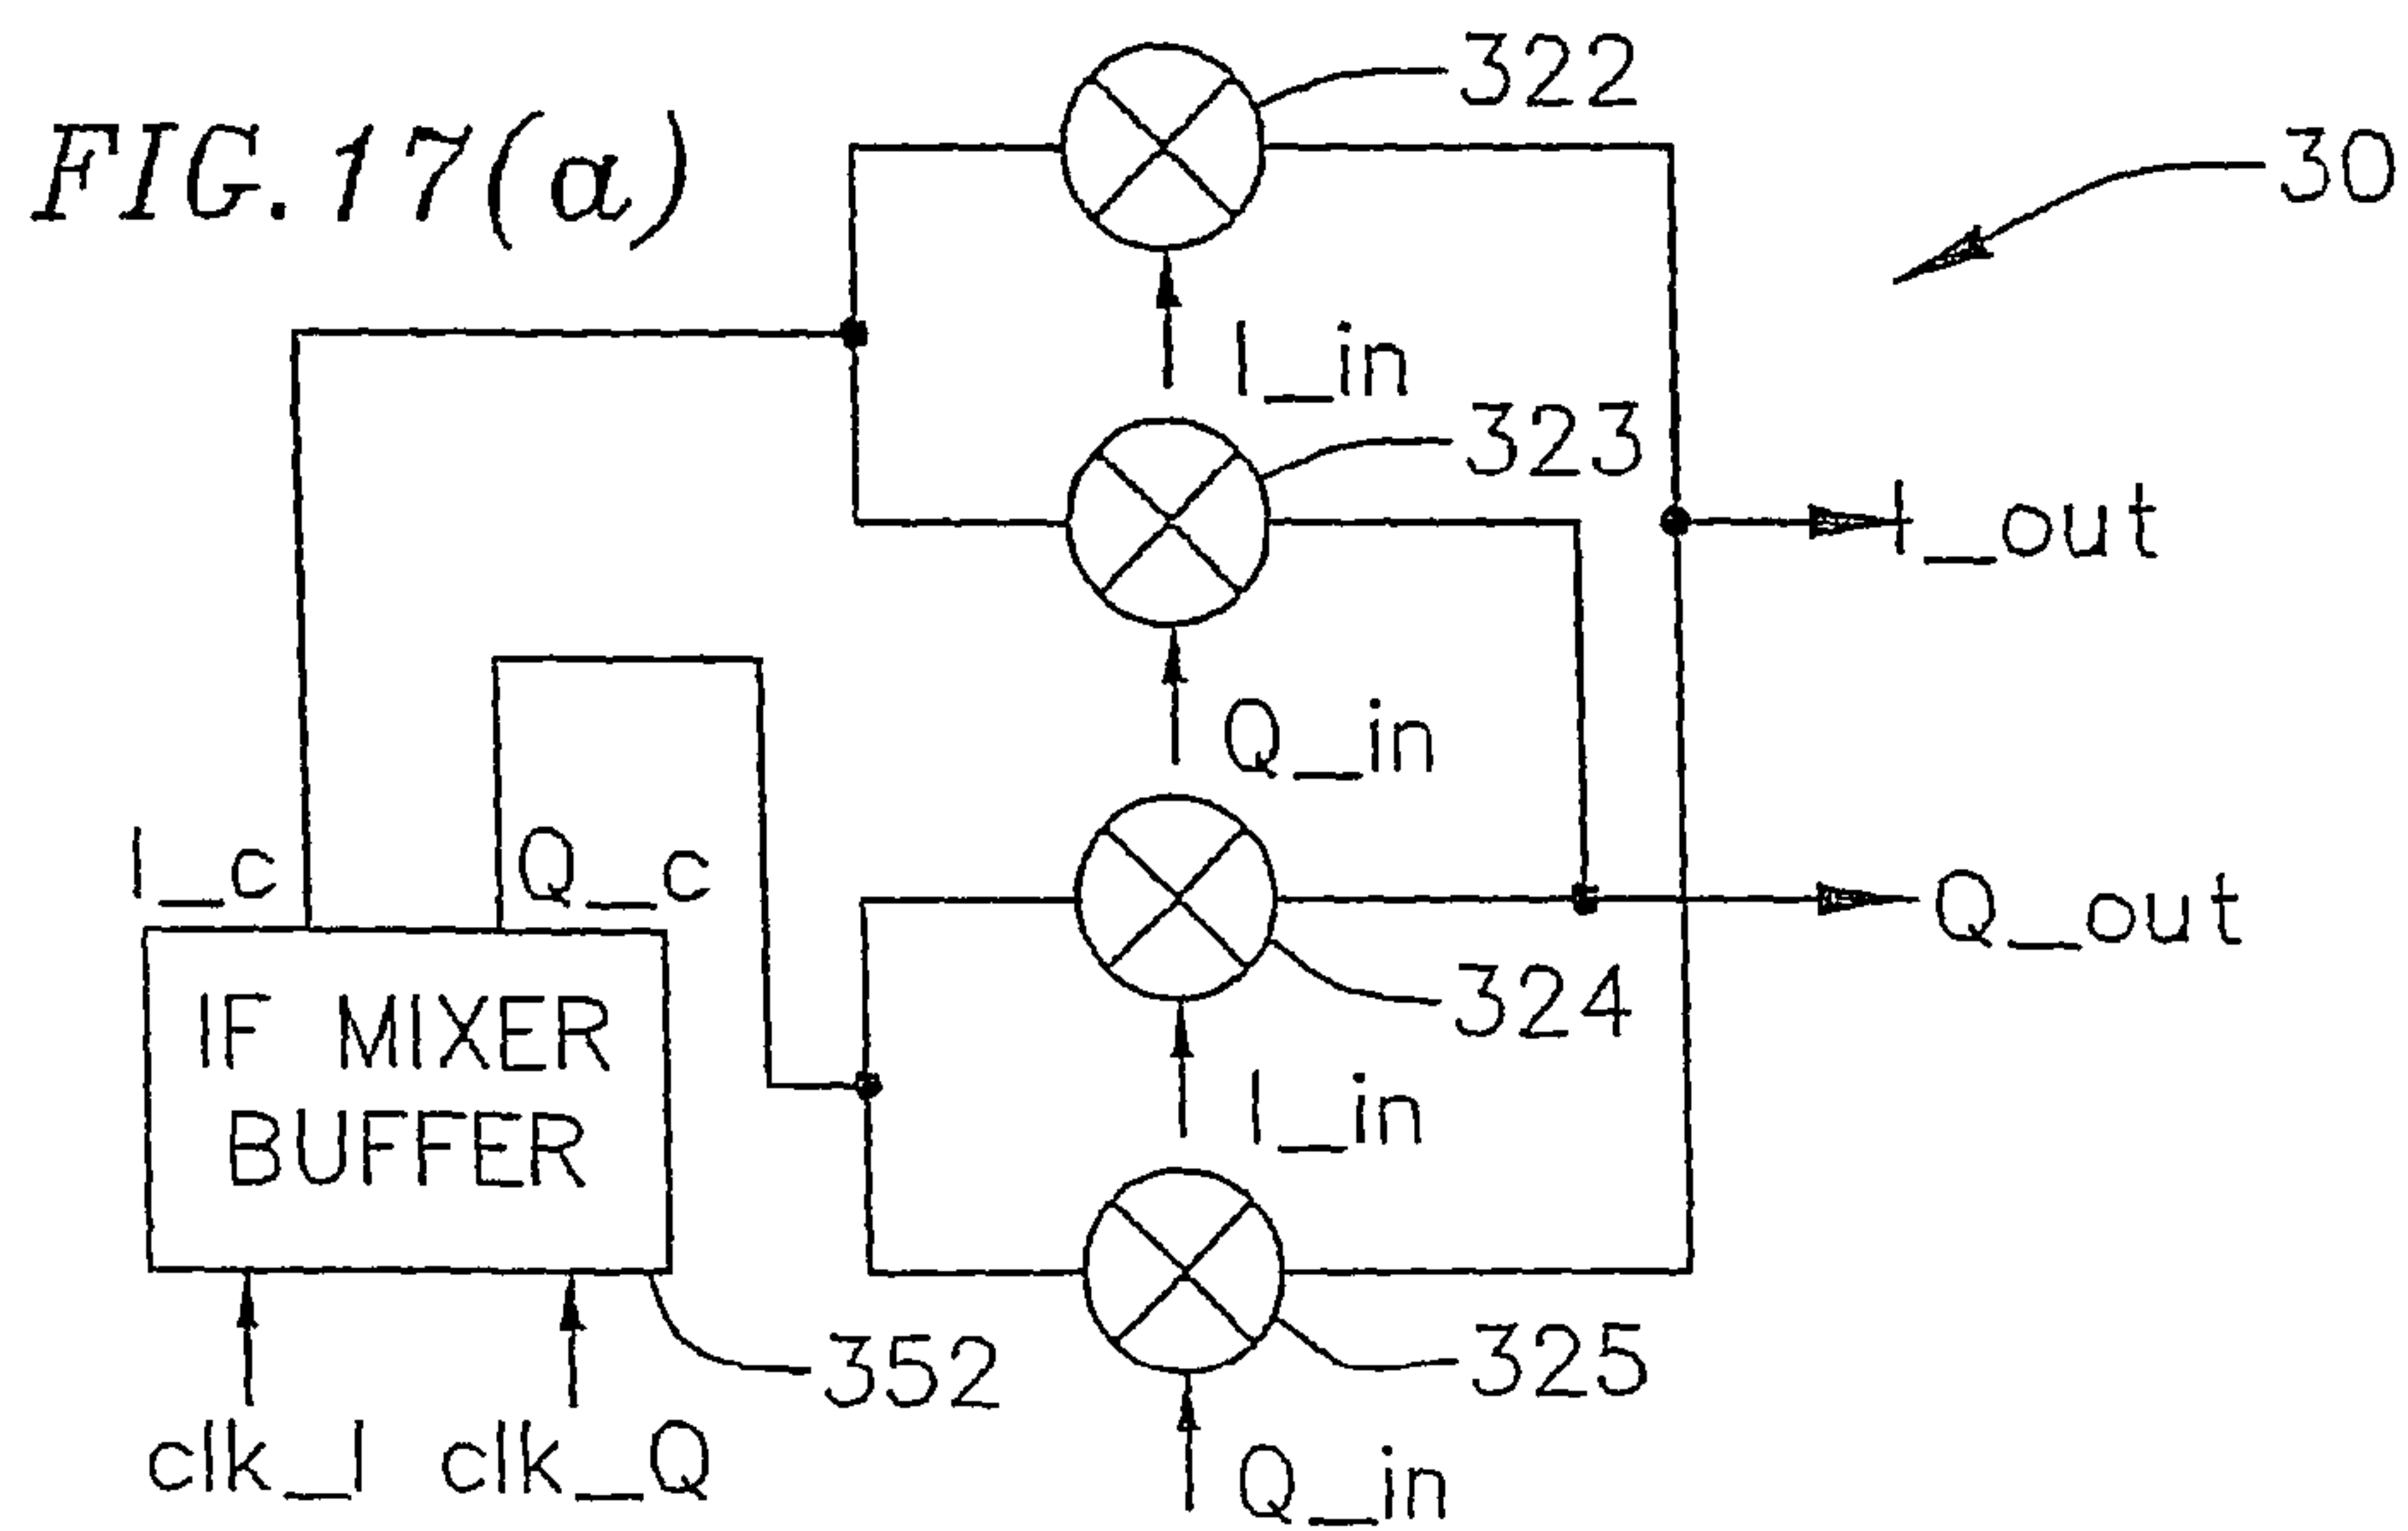 FIG.17(a)
322
30
I_in
323
I_out
Q_in
I_c
Q_c
Q_out
IF MIXER
BUFFER
324
I_in
352
325
clk_I
clk_Q
Q_in